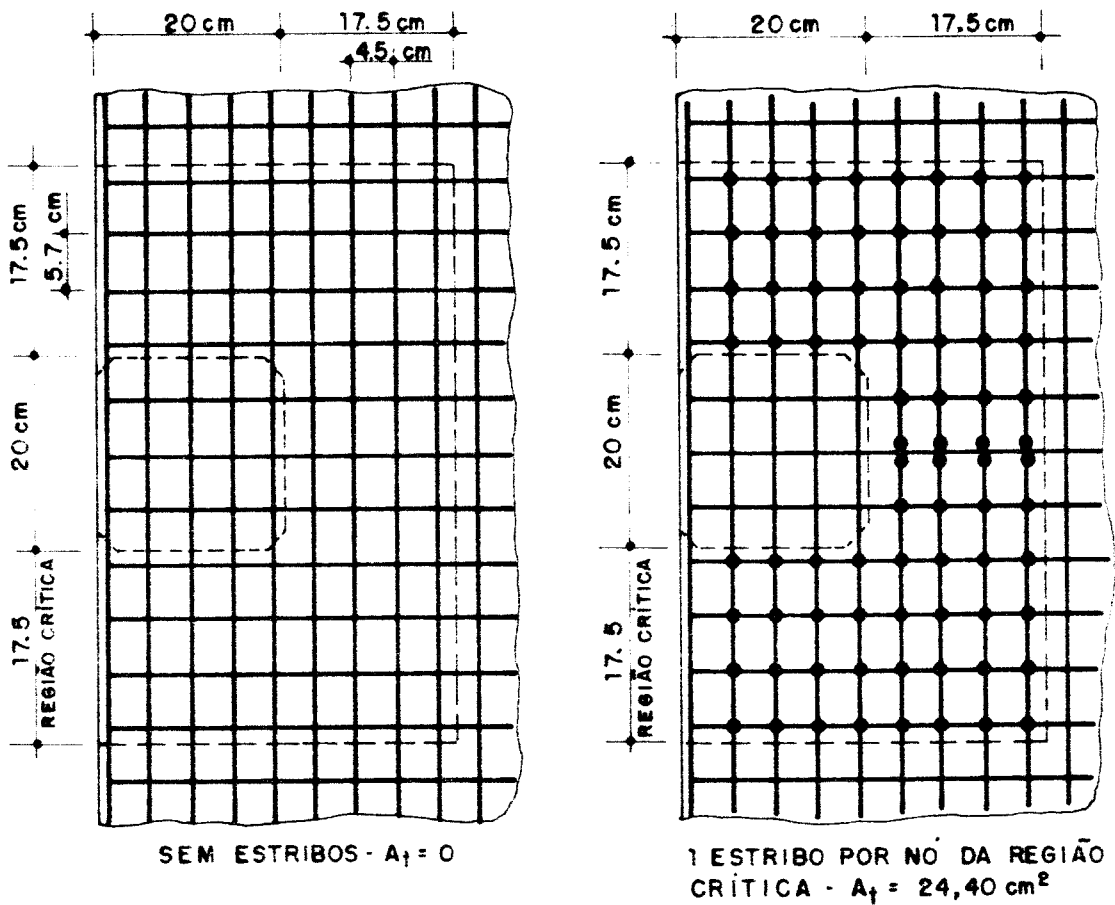 20 cm
17.5 cm
4.5 cm
17.5 cm
5.7 cm
20 cm
17.5
REGIÃO CRÍTICA
SEM ESTRIBOS - At = 0
20 cm
17.5 cm
17.5 cm
20 cm
17.5
REGIÃO CRÍTICA
1 ESTRIBO POR NÓ DA REGIÃO
CRÍTICA - At = 24,40 cm²